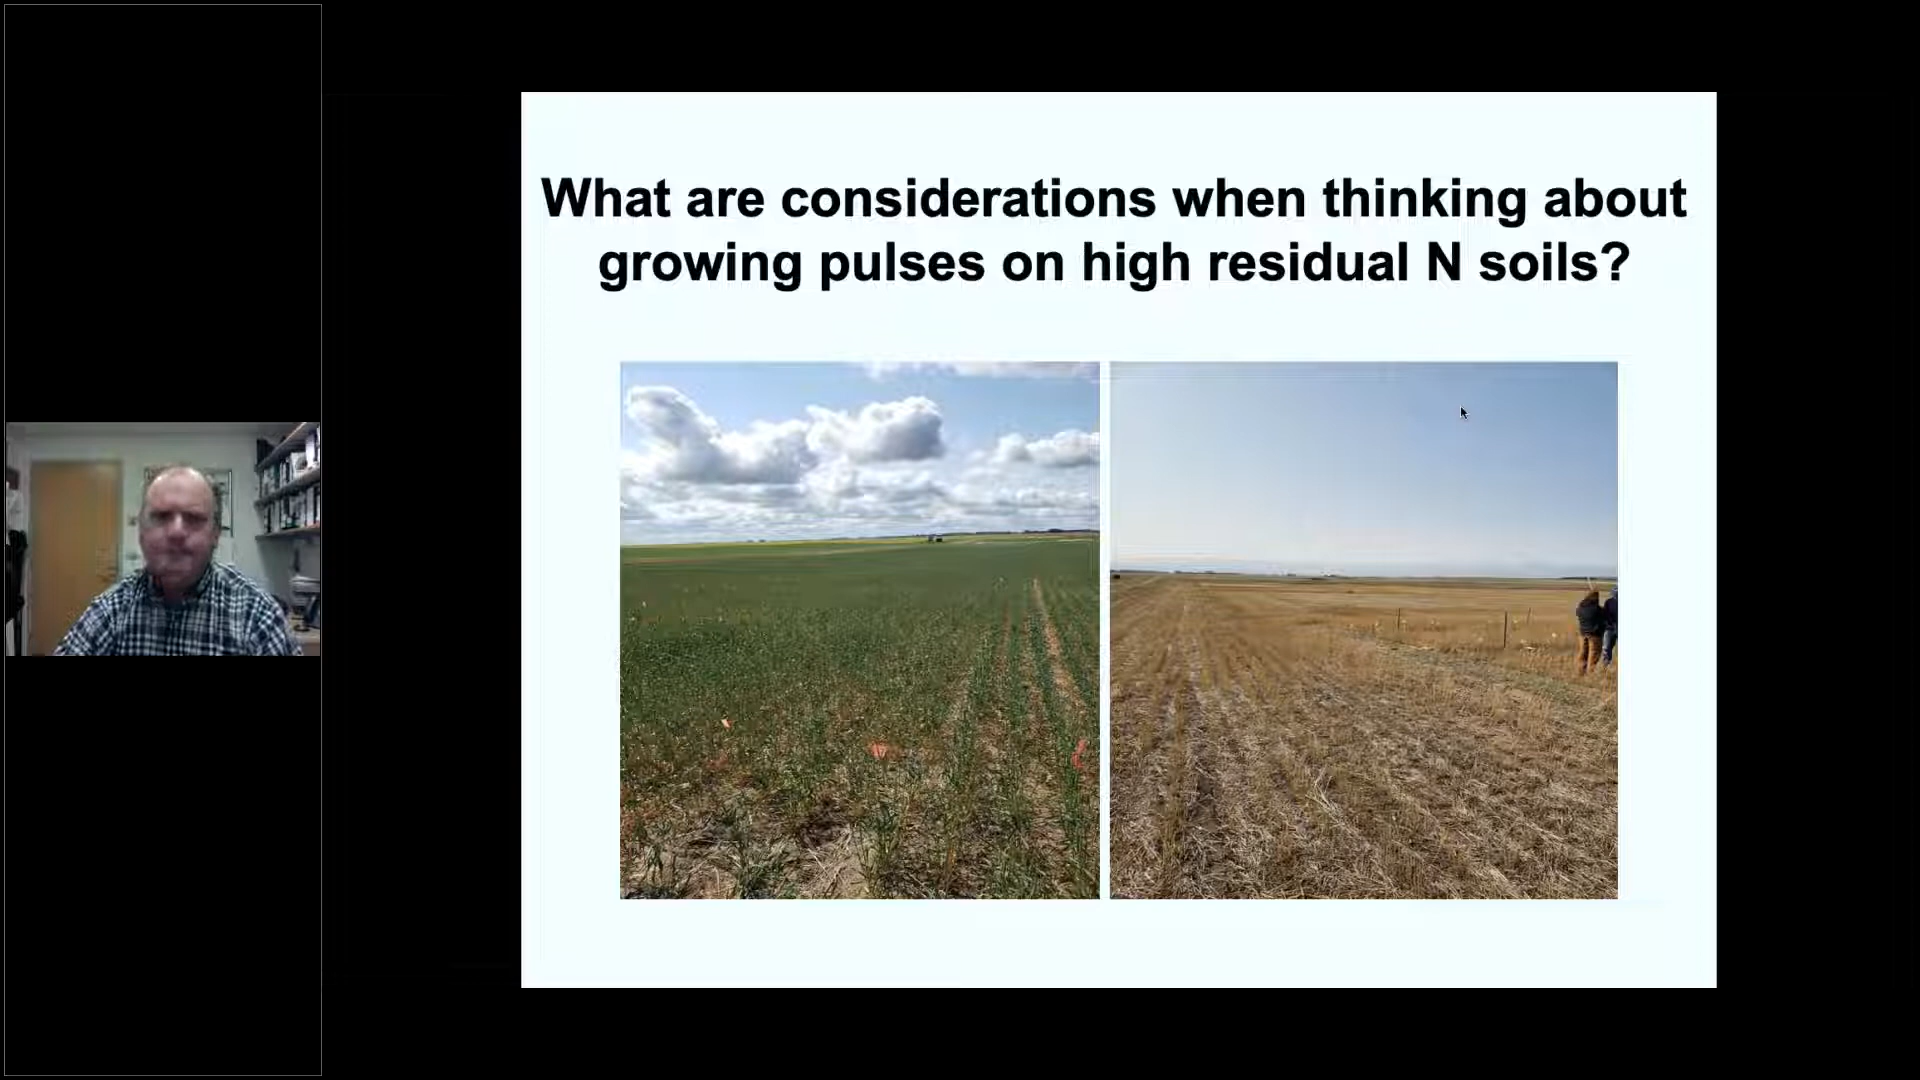 What are considerations when thinking about
growing pulses on high residual N soils?